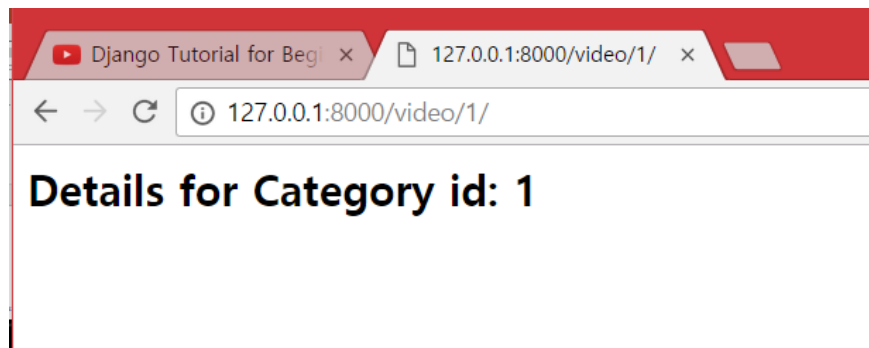 Django Tutorial for Begi
127.0.0.1:8000/video/1/
127.0.0.1:8000/video/1/
Details for Category id: 1